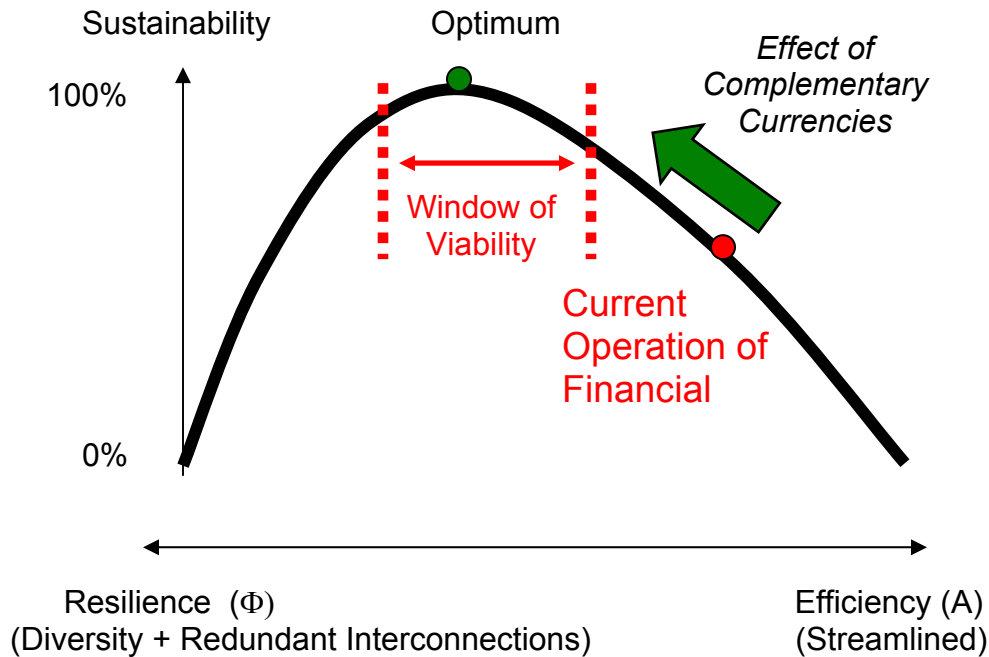 Sustainability
Optimum
Effect of
Complementary
Currencies
100%
Window of
Viability
Current
Operation of
Financial
0%
Resilience (Φ)
(Diversity + Redundant Interconnections)
Efficiency (A)
(Streamlined)